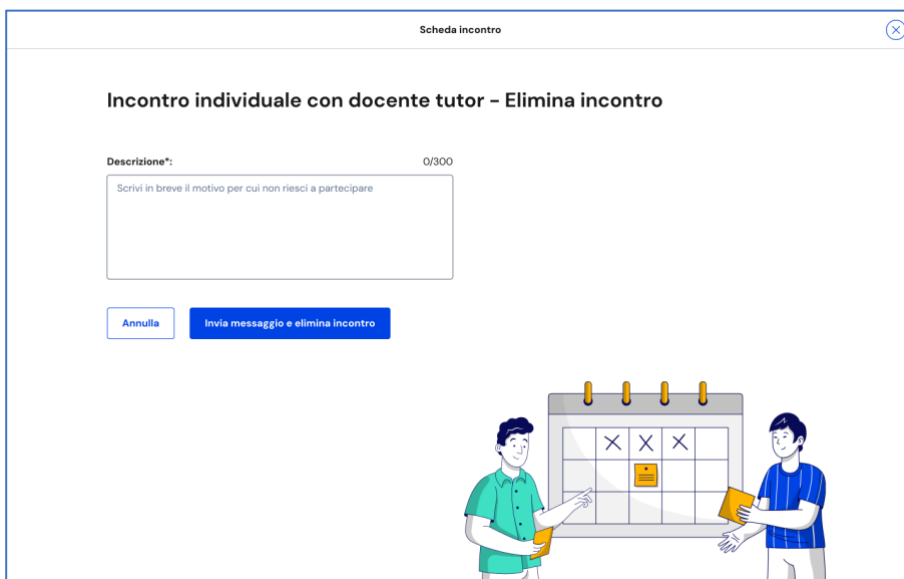 Scheda incontro
Incontro individuale con docente tutor - Elimina incontro
Descrizione*: 0/300
Scrivi in breve il motivo per cui non riesci a partecipare
Annulla Invia messaggio e elimina incontro